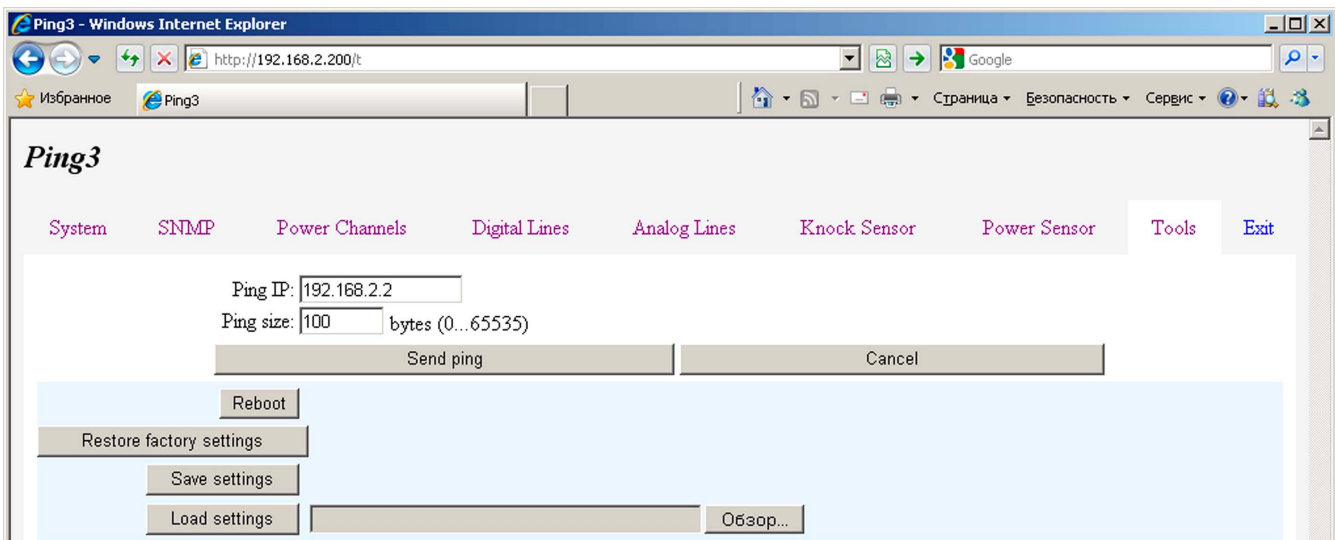 Ping3 - Windows Internet Explorer
http://192.168.2.200/t Google
Избранное Ping3 Страница Безопасность Сервис
Ping3
System SNMP Power Channels Digital Lines Analog Lines Knock Sensor Power Sensor Tools Exit
Ping IP: 192.168.2.2
Ping size: 100 bytes (0...65535)
Send ping Cancel
Reboot
Restore factory settings
Save settings
Load settings Обзор...